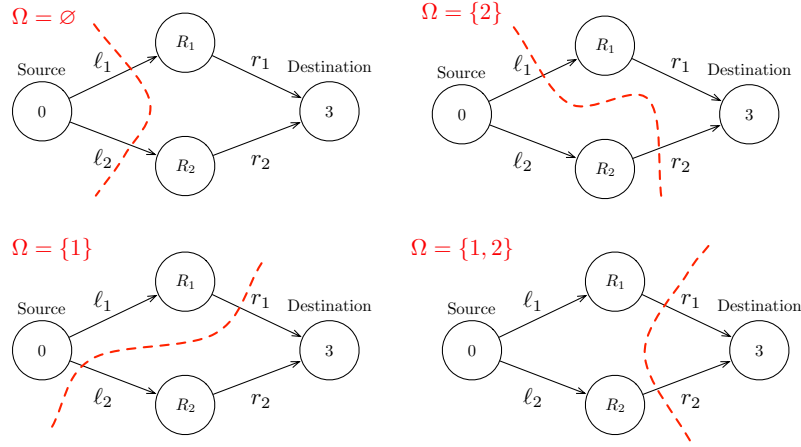 Ω = ∅
Source
0
ℓ₁
ℓ₂
R₁
R₂
r₁
r₂
Destination
3
Ω = {2}
Source
0
ℓ₁
ℓ₂
R₁
R₂
r₁
r₂
Destination
3
Ω = {1}
Source
0
ℓ₁
ℓ₂
R₁
R₂
r₁
r₂
Destination
3
Ω = {1, 2}
Source
0
ℓ₁
ℓ₂
R₁
R₂
r₁
r₂
Destination
3